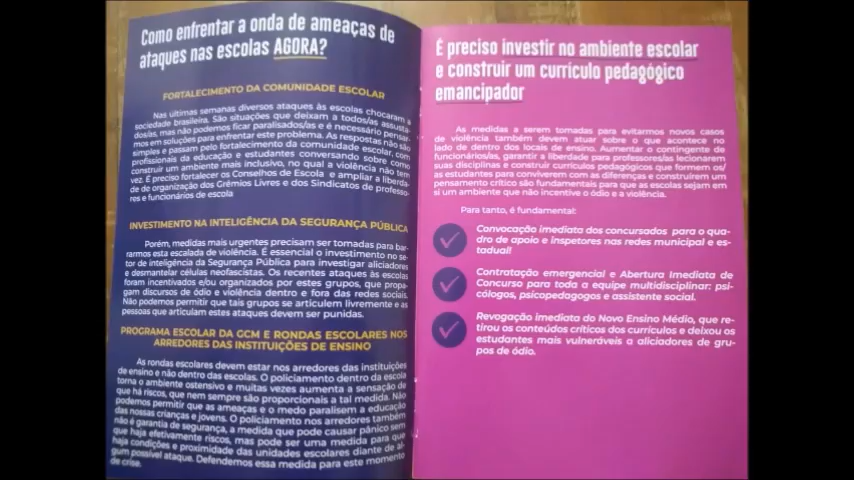 Como enfrentar a onda de ameaças de
ataques nas escolas AGORA?
FORTALECIMENTO DA COMUNIDADE ESCOLAR
Nas últimas semanas diversos ataques às escolas chocaram a
sociedade brasileira. São situações que deixam a todos/as assusta-
dos/as, mas não podemos ficar paralisados/as e é necessário pensar-
mos em soluções para enfrentar este problema. As respostas não são
simples e passam pelo fortalecimento da comunidade escolar, com
profissionais da educação e estudantes conversando sobre como
construir um ambiente mais inclusivo, no qual a violência não tem
vez. É preciso fortalecer os Conselhos de Escola e ampliar a liberda-
de de organização dos Grêmios Livres e dos Sindicatos de professo-
res e funcionários de escola
INVESTIMENTO NA INTELIGÊNCIA DA SEGURANÇA PÚBLICA
Porém, medidas mais urgentes precisam ser tomadas para bar-
rarmos esta escalada de violência. É essencial o investimento no se-
tor de inteligência da Segurança Pública para investigar aliciadores
e desmantelar células neofascistas. Os recentes ataques às escolas
foram incentivados e/ou organizados por estes grupos, que propa-
gam discursos de ódio e violência dentro e fora das redes sociais.
Não podemos permitir que tais grupos se articulem livremente e as
pessoas que articulam estes ataques devem ser punidas.
PROGRAMA ESCOLAR DA GCM E RONDAS ESCOLARES NOS
ARREDORES DAS INSTITUIÇÕES DE ENSINO
As rondas escolares devem estar nos arredores das instituições
de ensino e não dentro das escolas. O policiamento dentro da escola
torna o ambiente ostensivo e muitas vezes aumenta a sensação de
que há riscos, que nem sempre são proporcionais a tal medida. Não
podemos permitir que as ameaças e o medo paralisem a educação
das nossas crianças e jovens. O policiamento nos arredores também
não é garantia de segurança, a medida que pode causar pânico sem
que haja efetivamente riscos, mas pode ser uma medida para que
haja condições e proximidade das unidades escolares diante de al-
gum possível ataque. Defendemos essa medida para este momento
de crise.
É preciso investir no ambiente escolar
e construir um currículo pedagógico
emancipador
As medidas a serem tomadas para evitarmos novos casos
de violência também devem atuar sobre o que acontece no
lado de dentro dos locais de ensino. Aumentar o contingente de
funcionários/as, garantir a liberdade para professores/as lecionarem
suas disciplinas e construir currículos pedagógicos que formem os/
as estudantes para conviverem com as diferenças e construírem um
pensamento crítico são fundamentais para que as escolas sejam em
si um ambiente que não incentive o ódio e a violência.
Para tanto, é fundamental:
Convocação imediata dos concursados para o qua-
dro de apoio e inspetores nas redes municipal e es-
tadual!
Contratação emergencial e Abertura Imediata de
Concurso para toda a equipe multidisciplinar: psi-
cólogos, psicopedagogos e assistente social.
Revogação imediata do Novo Ensino Médio, que re-
tirou os conteúdos críticos dos currículos e deixou os
estudantes mais vulneráveis a aliciadores de gru-
pos de ódio.